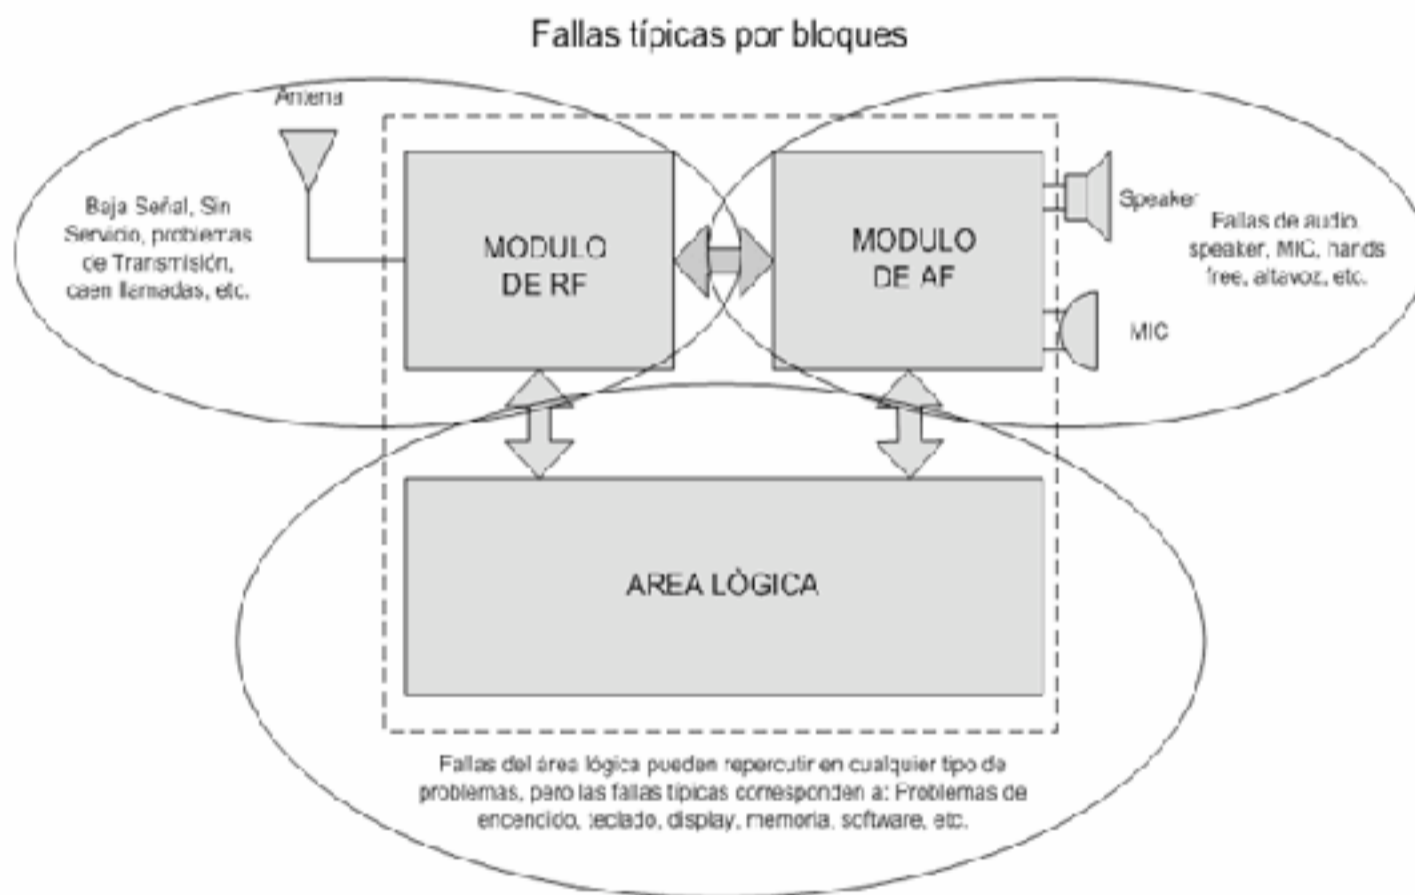 Fallas típicas por bloques
Antena
Baja Señal, Sin
Servicio, problemas
de Transmisión,
caen llamadas, etc.
MODULO
DE RF
MODULO
DE AF
Speaker
MIC
Fallas de audio,
speaker, MIC, hands
free, altavoz, etc.
AREA LÒGICA
Fallas del área lógica pueden repercutir en cualquier tipo de
problemas, pero las fallas típicas corresponden a: Problemas de
encendido, teclado, display, memoria, software, etc.